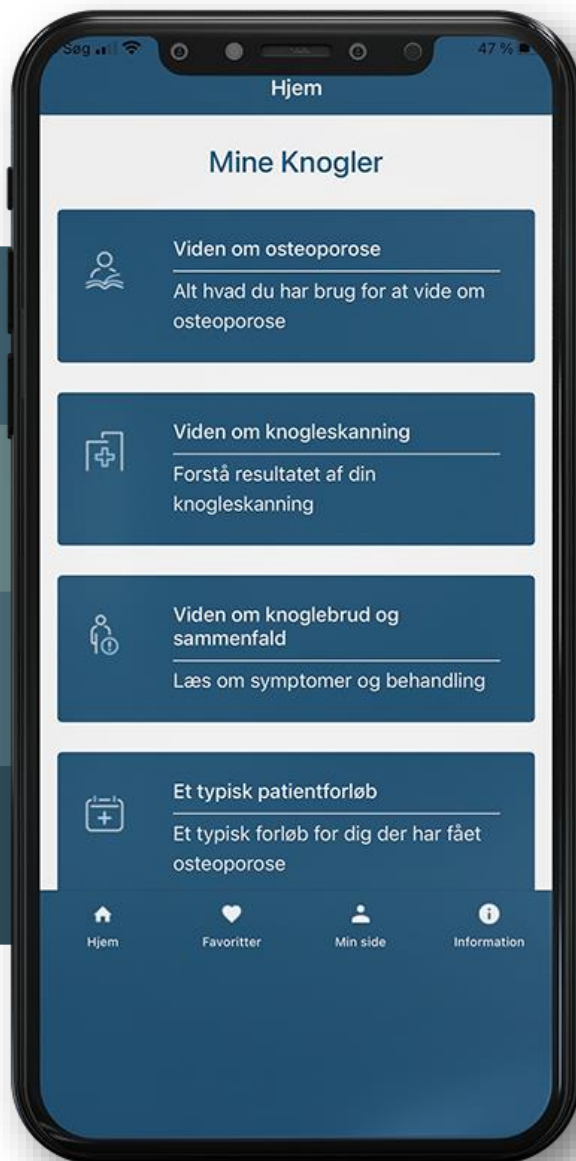 Søg
47 %
Hjem
Mine Knogler
Viden om osteoporose
Alt hvad du har brug for at vide om
osteoporose
Viden om knogleskanning
Forstå resultatet af din
knogleskanning
Viden om knoglebrud og
sammenfald
Læs om symptomer og behandling
Et typisk patientforløb
Et typisk forløb for dig der har fået
osteoporose
Hjem
Favoritter
Min side
Information